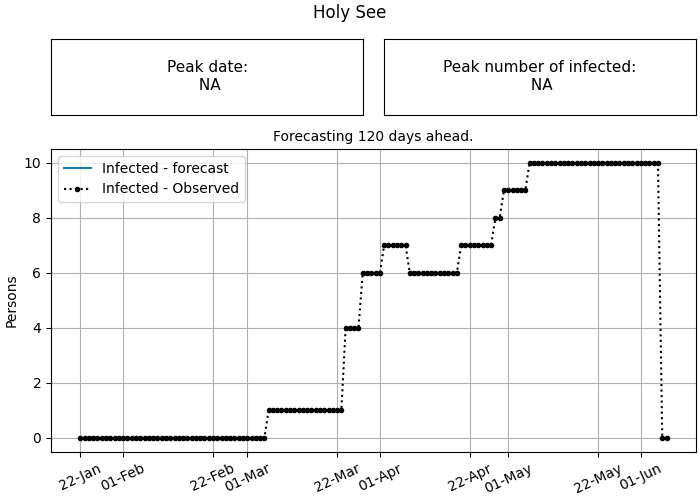 Holy See
Peak date:
NA
Peak number of infected:
NA
Forecasting 120 days ahead.
Infected - forecast
Infected - Observed
Persons
10
8
6
4
2
0
22-Jan
01-Feb
22-Feb
01-Mar
22-Mar
01-Apr
22-Apr
01-May
22-May
01-Jun